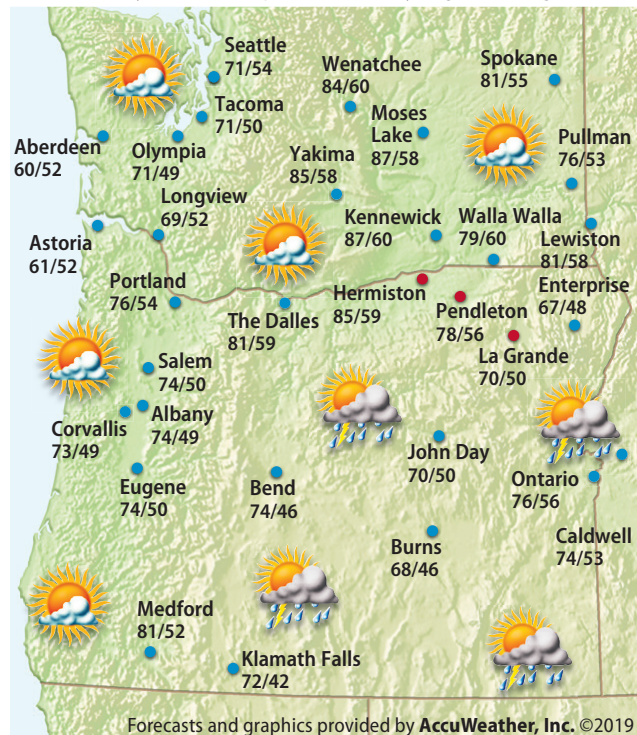 Seattle
71/54
Wenatchee
84/60
Spokane
81/55
Tacoma
71/50
Moses
Lake
87/58
Pullman
76/53
Aberdeen
60/52
Olympia
71/49
Yakima
85/58
Longview
69/52
Kennewick
87/60
Walla Walla
79/60
Lewiston
81/58
Astoria
61/52
Portland
76/54
The Dalles
81/59
Hermiston
85/59
Pendleton
78/56
Enterprise
67/48
La Grande
70/50
Salem
74/50
Albany
74/49
Corvallis
73/49
John Day
70/50
Ontario
76/56
Eugene
74/50
Bend
74/46
Burns
68/46
Caldwell
74/53
Medford
81/52
Klamath Falls
72/42
Forecasts and graphics provided by AccuWeather, Inc. ©2019